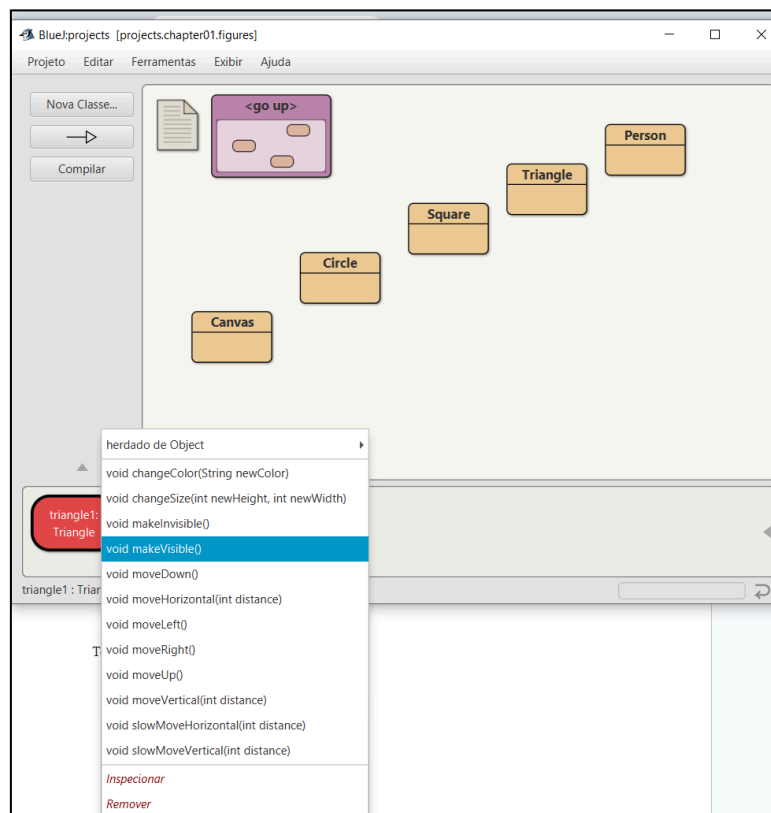 BlueJ:projects [projects.chapter01.figures]
Projeto Editar Ferramentas Exibir Ajuda
Nova Classe...
Compilar
<go up>
Person
Triangle
Square
Circle
Canvas
herdado de Object
void changeColor(String newColor)
void changeSize(int newHeight, int newWidth)
void makeInvisible()
void makeVisible()
void moveDown()
void moveHorizontal(int distance)
void moveLeft()
void moveRight()
void moveUp()
void moveVertical(int distance)
void slowMoveHorizontal(int distance)
void slowMoveVertical(int distance)
Inspecionar
Remover
triangle1:
Triangle
triangle1 : Trian